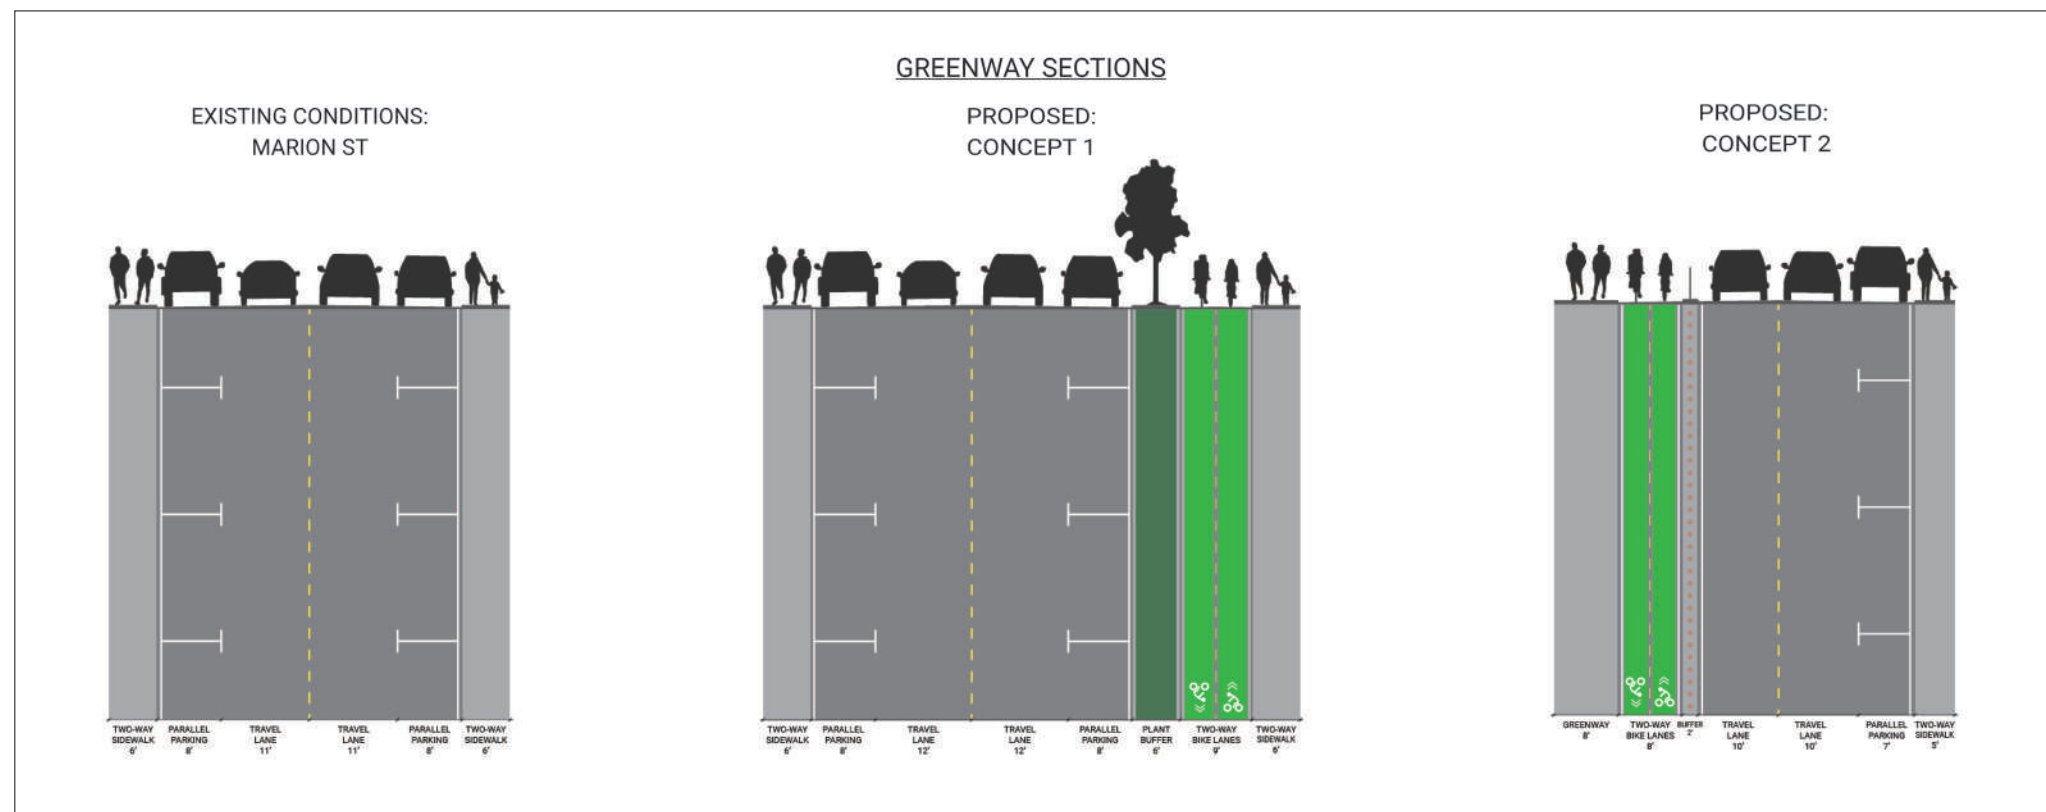 GREENWAY SECTIONS
EXISTING CONDITIONS:
MARION ST
PROPOSED:
CONCEPT 1
PROPOSED:
CONCEPT 2
TWO-WAY
SIDEWALK
6'
PARALLEL
PARKING
8'
TRAVEL
LANE
11'
TRAVEL
LANE
11'
PARALLEL
PARKING
8'
TWO-WAY
SIDEWALK
6'
TWO-WAY
SIDEWALK
6'
PARALLEL
PARKING
8'
TRAVEL
LANE
12'
TRAVEL
LANE
12'
PARALLEL
PARKING
8'
PLANT
BUFFER
6'
TWO-WAY
BIKE LANES
9'
TWO-WAY
SIDEWALK
6'
GREENWAY
8'
TWO-WAY
BIKE LANES
8'
BUFFER
2'
TRAVEL
LANE
10'
TRAVEL
LANE
10'
PARALLEL
PARKING
7'
TWO-WAY
SIDEWALK
5'